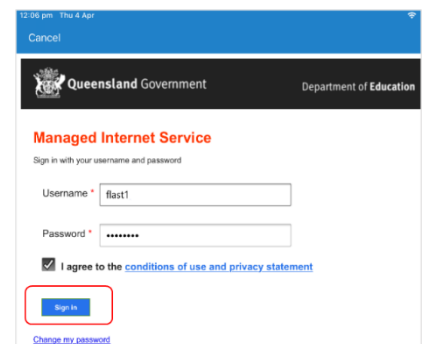 12:06 pm Thu 4 Apr
Cancel
Queensland Government
Department of Education
Managed Internet Service
Sign in with your username and password
Username * flast1
Password * ••••••••
I agree to the conditions of use and privacy statement
Sign in
Change my password